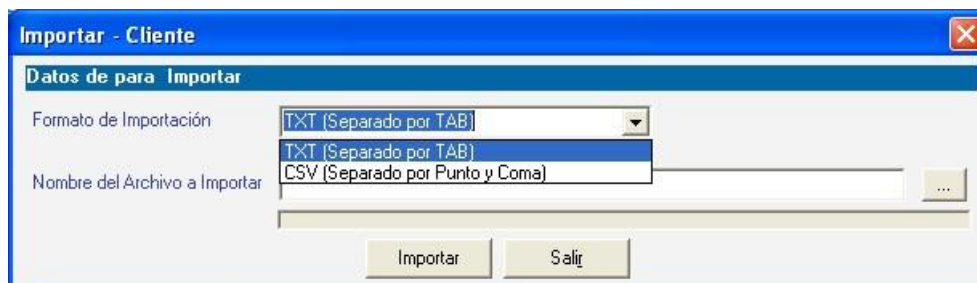 Importar - Cliente
Datos de para Importar
Formato de Importación
TXT (Separado por TAB)
TXT (Separado por TAB)
CSV (Separado por Punto y Coma)
Nombre del Archivo a Importar
...
Importar
Salir